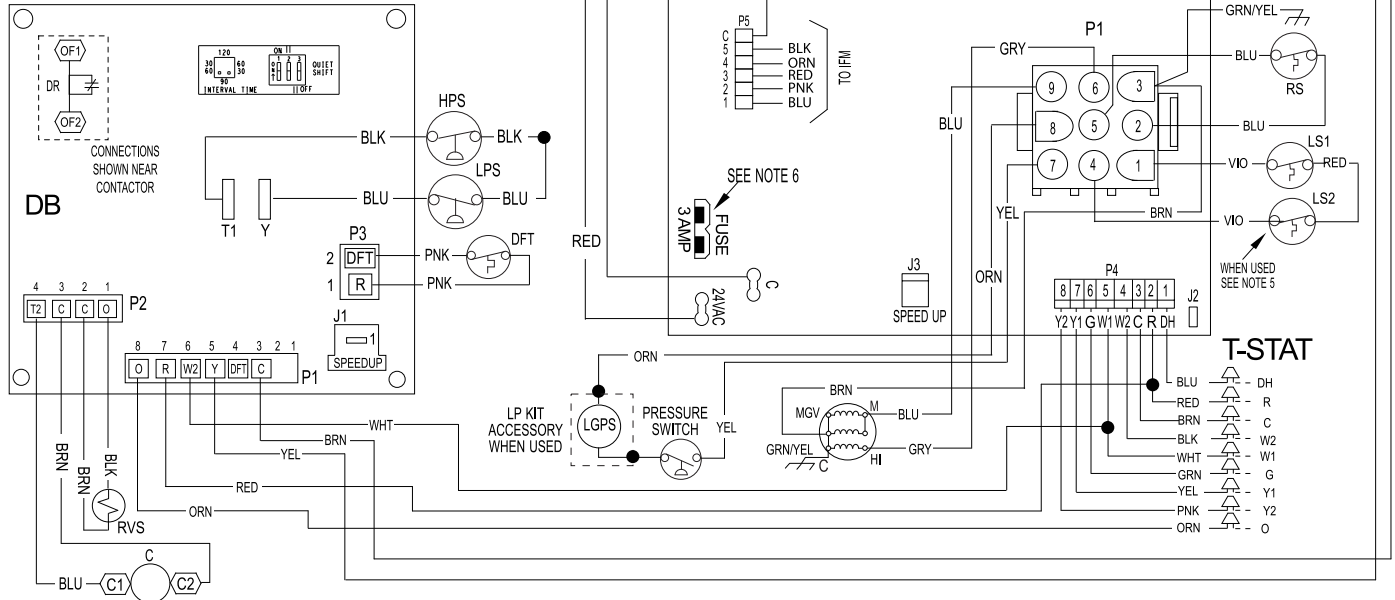 OF1
DR
OF2
CONNECTIONS
SHOWN NEAR
CONTACTOR
DB
120
30 60
60 30
90
INTERVAL TIME
ON
1 2 3
ON
OFF
QUIET
SHIFT
HPS
BLK
BLK
LPS
BLU
BLU
T1
Y
P3
2 DFT
1 R
PNK
PNK
DFT
J1
1
SPEEDUP
4 3 2 1
T2 C C O
P2
8 7 6 5 4 3 2 1
O R W2 Y DFT C
P1
WHT
BRN
YEL
RED
ORN
BRN
BRN
BLK
RVS
C
BLU
C1
C2
P5
C
5 BLK
4 ORN
3 RED
2 PNK
1 BLU
TO IFM
SEE NOTE 6
FUSE
3 AMP
RED
C
24VAC
J3
SPEED UP
GRY
BLU
ORN
YEL
P1
9 6 3
8 5 2
7 4 1
GRN/YEL
BLU
RS
BLU
LS1
VIO
RED
LS2
BRN
VIO
WHEN USED
SEE NOTE 5
P4
8 7 6 5 4 3 2 1
Y2 Y1 G W1 W2 C R DH
J2
T-STAT
BLU DH
RED R
BRN C
BLK W2
WHT W1
GRN G
YEL Y1
PNK Y2
ORN O
ORN
LP KIT
ACCESSORY
WHEN USED
LGPS
PRESSURE
SWITCH
YEL
BRN
MGV
M
BLU
GRN/YEL
C
HI
GRY